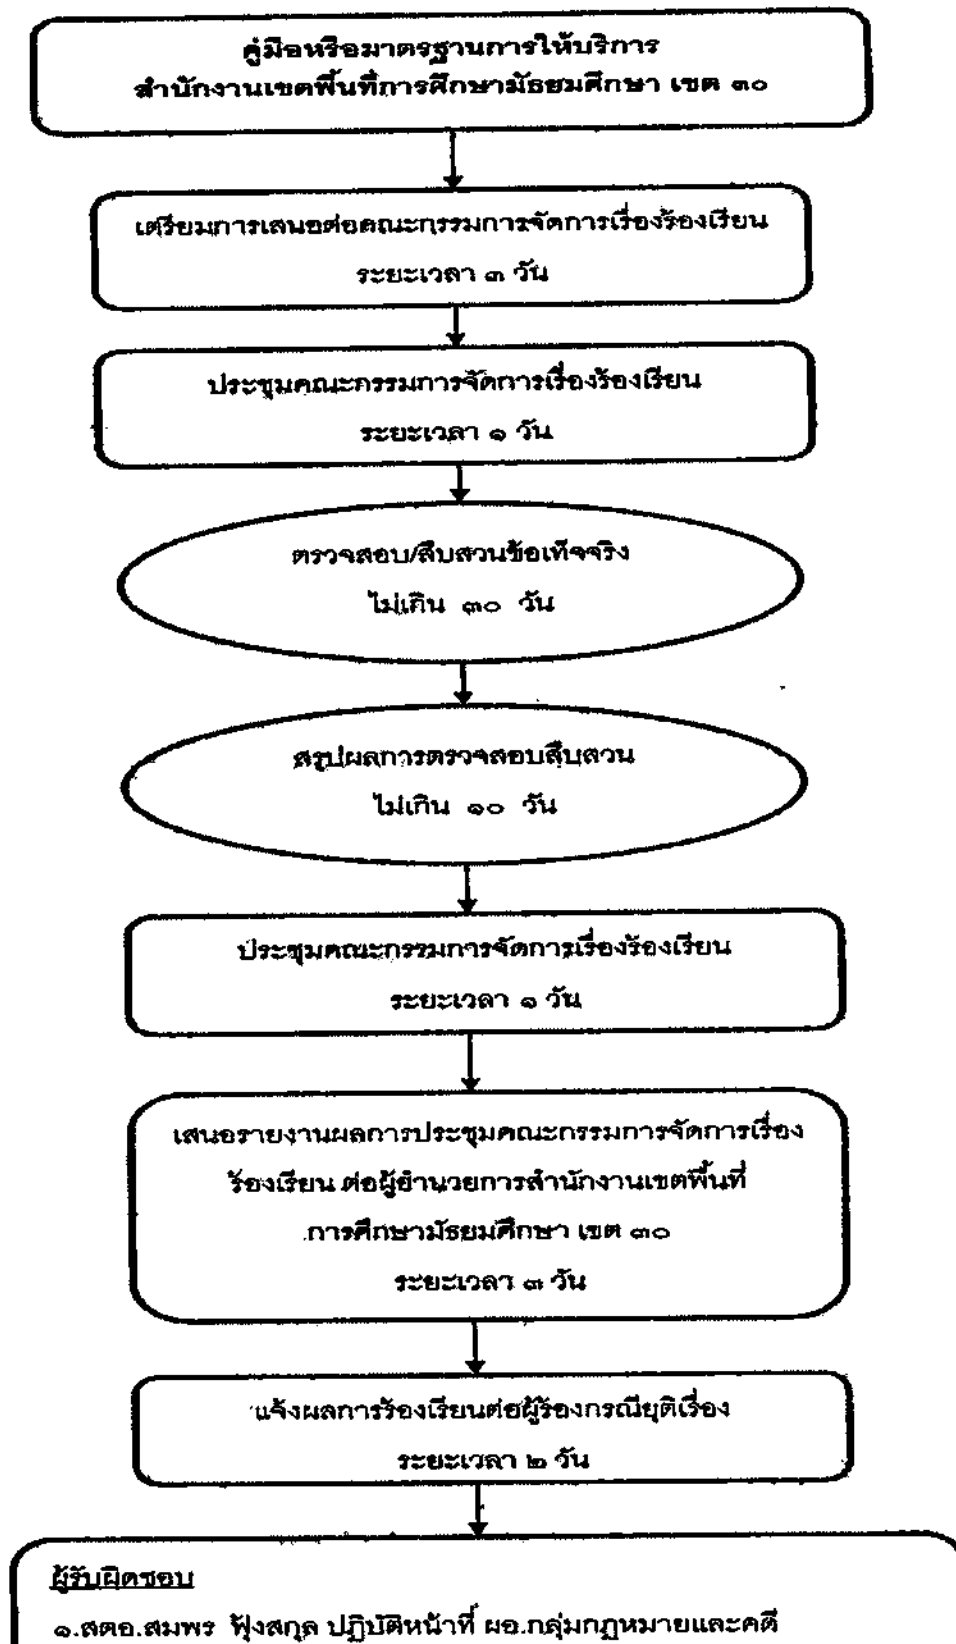 คู่มือหรือมาตรฐานการให้บริการ
สำนักงานเขตพื้นที่การศึกษามัธยมศึกษา เขต ๓๐
เตรียมการเสนอต่อคณะกรรมการจัดการเรื่องร้องเรียน
ระยะเวลา ๓ วัน
ประชุมคณะกรรมการจัดการเรื่องร้องเรียน
ระยะเวลา ๑ วัน
ตรวจสอบ/สืบสวนข้อเท็จจริง
ไม่เกิน ๓๐ วัน
สรุปผลการตรวจสอบสืบสวน
ไม่เกิน ๑๐ วัน
ประชุมคณะกรรมการจัดการเรื่องร้องเรียน
ระยะเวลา ๑ วัน
เสนอรายงานผลการประชุมคณะกรรมการจัดการเรื่อง
ร้องเรียน ต่อผู้อำนวยการสำนักงานเขตพื้นที่
การศึกษามัธยมศึกษา เขต ๓๐
ระยะเวลา ๓ วัน
แจ้งผลการร้องเรียนต่อผู้ร้องกรณียุติเรื่อง
ระยะเวลา ๒ วัน
ผู้รับผิดชอบ
๑.สตอ.สมพร ฟุ้งสกุล ปฏิบัติหน้าที่ ผอ.กลุ่มกฎหมายและคดี